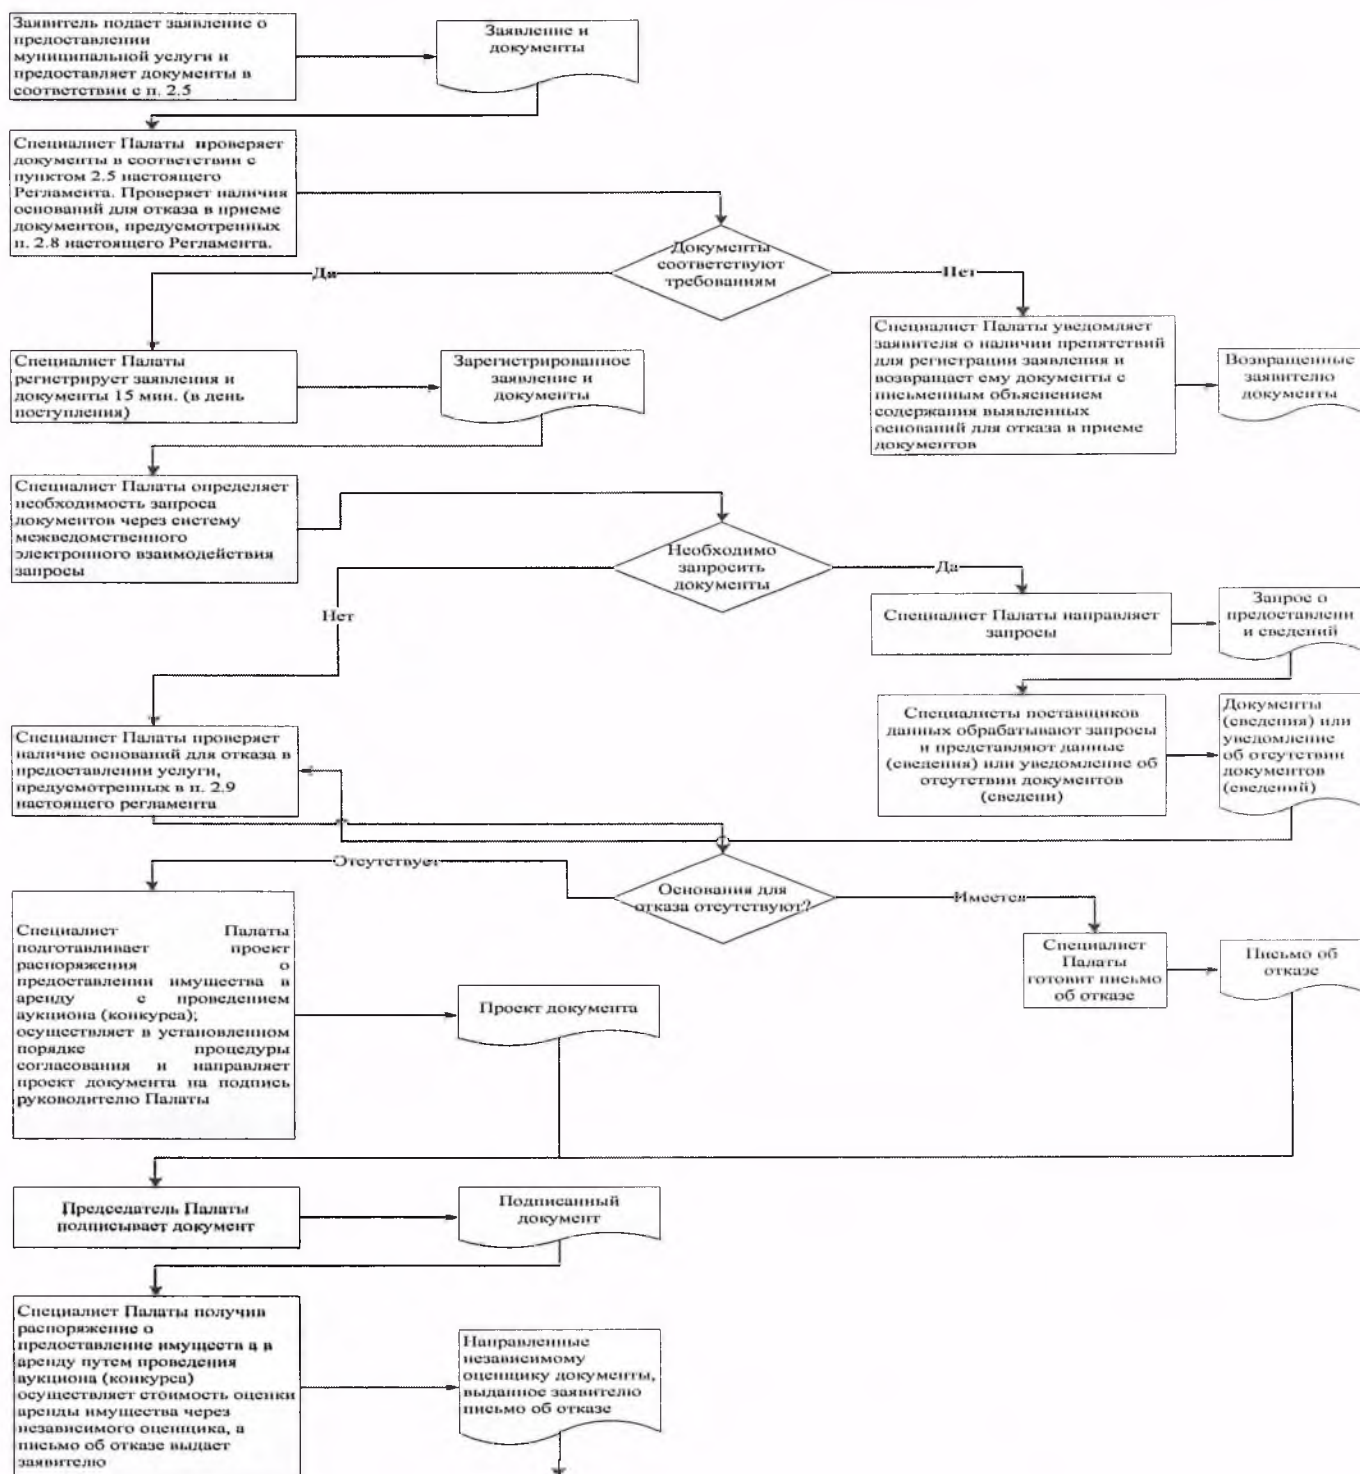 Заявитель подает заявление о
предоставлении
муниципальной услуги и
предоставляет документы в
соответствии с п. 2.5
Заявление и
документы
Специалист Палаты проверяет
документы в соответствии с
пунктом 2.5 настоящего
Регламента. Проверяет наличия
оснований для отказа в приеме
документов, предусмотренных
п. 2.8 настоящего Регламента.
Документы
соответствуют
требованиям
Да
Нет
Специалист Палаты
регистрирует заявления и
документы 15 мин. (в день
поступления)
Зарегистрированное
заявление и
документы
Специалист Палаты уведомляет
заявителя о наличии препятствий
для регистрации заявления и
возвращает ему документы с
письменным объяснением
содержания выявленных
оснований для отказа в приеме
документов
Возвращенные
заявителю
документы
Специалист Палаты определяет
необходимость запроса
документов через систему
межведомственного
электронного взаимодействия
запросы
Необходимо
запросить
документы
Да
Нет
Специалист Палаты направляет
запросы
Запрос о
предоставлени
и сведений
Специалисты поставщиков
данных обрабатывают запросы
и представляют данные
(сведения) или уведомление об
отсутствии документов
(сведени)
Документы
(сведения) или
уведомление
об отсутствии
документов
(сведений)
Специалист Палаты проверяет
наличие оснований для отказа в
предоставлении услуги,
предусмотренных в п. 2.9
настоящего регламента
Отсутствует
Основания для
отказа отсутствуют?
Имеется
Специалист Палаты
подготавливает проект
распоряжения о
предоставлении имущества в
аренду с проведением
аукциона (конкурса);
осуществляет в установленном
порядке процедуры
согласования и направляет
проект документа на подпись
руководителю Палаты
Проект документа
Специалист
Палаты
готовит письмо
об отказе
Письмо об
отказе
Председатель Палаты
подписывает документ
Подписанный
документ
Специалист Палаты получив
распоряжение о
предоставление имуществ а в
аренду путем проведения
аукциона (конкурса)
осуществляет стоимость оценки
аренды имущества через
независимого оценщика, а
письмо об отказе выдает
заявителю
Направленные
независимому
оценщику документы,
выданное заявителю
письмо об отказе